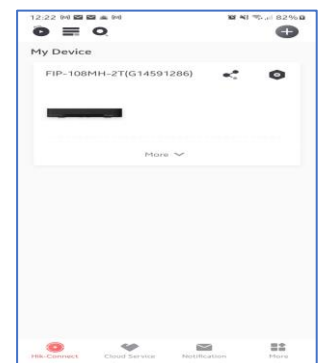 12:22
82%
My Device
FIP-108MH-2T(G14591286)
More
Hik-Connect Cloud Service Notification More